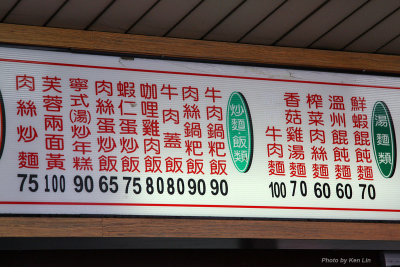 湯麵類
鮮蝦餛飩麵 70
溫州餛飩麵 60
榨菜肉絲麵 60
香菇雞湯麵 70
牛肉麵 100
炒麵·飯類
牛肉鍋粑飯 90
肉絲鍋粑飯 90
牛肉蓋飯 80
咖哩雞肉飯 80
蝦仁蛋炒飯 75
肉絲蛋炒飯 65
寧式(湯)炒年糕 90
芙蓉兩面黃 100
肉絲炒麵 75
Photo by Ken Lin